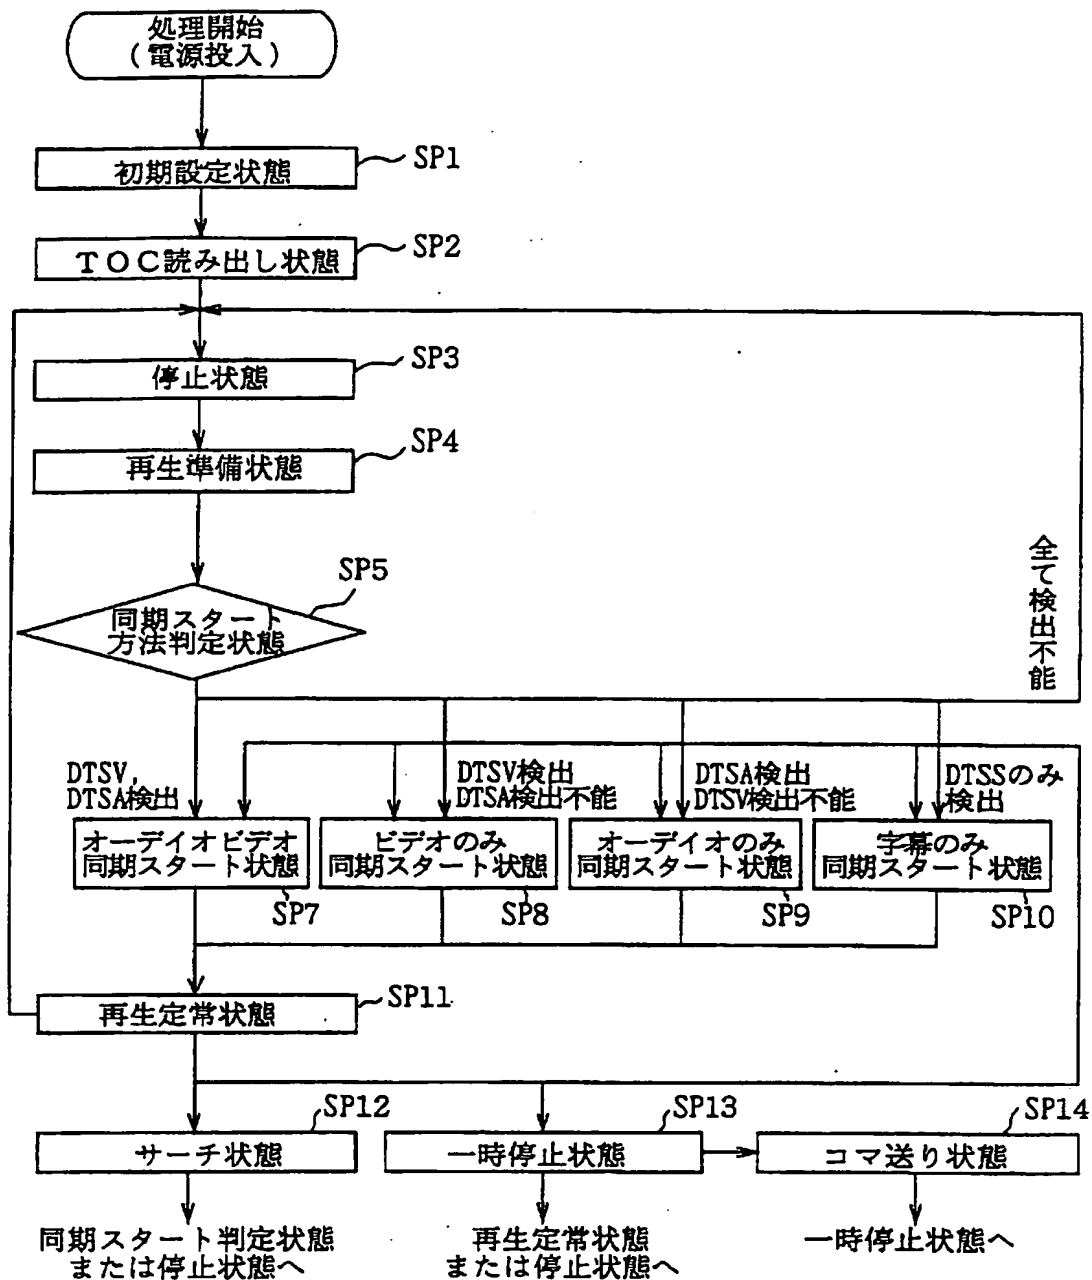 処理開始
(電源投入)
SP1
初期設定状態
SP2
TOC読み出し状態
SP3
停止状態
SP4
再生準備状態
SP5
同期スタート
方法判定状態
全て検出不能
DTSV,
DTSA検出
DTSV検出
DTSA検出不能
DTSA検出
DTSV検出不能
DTSSのみ
検出
オーデイオビデオ
同期スタート状態
ビデオのみ
同期スタート状態
オーデイオのみ
同期スタート状態
字幕のみ
同期スタート状態
SP7
SP8
SP9
SP10
SP11
再生定常状態
SP12
サーチ状態
SP13
一時停止状態
SP14
コマ送り状態
同期スタート判定状態
または停止状態へ
再生定常状態
または停止状態へ
一時停止状態へ